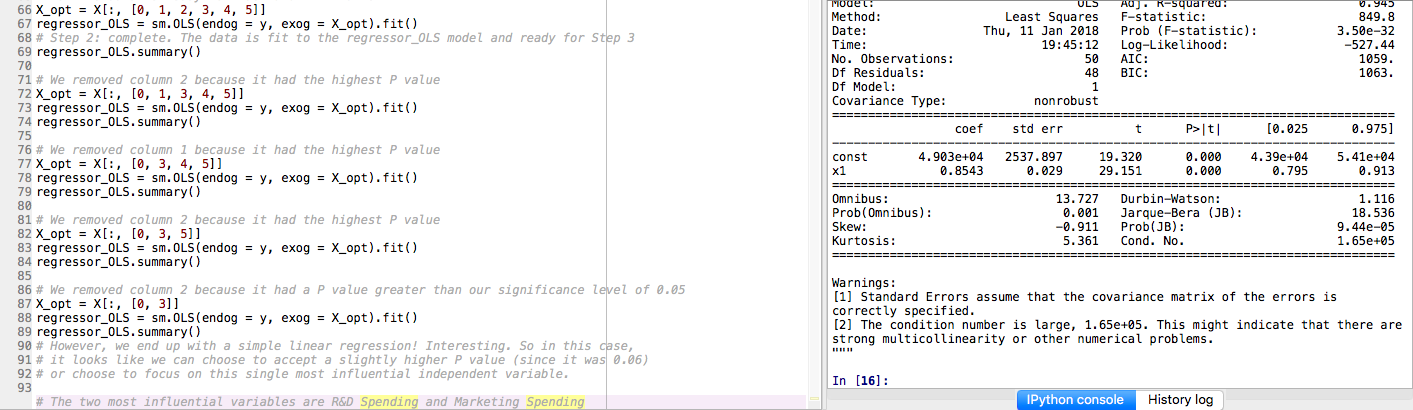 66 X_opt = X[:, [0, 1, 2, 3, 4, 5]]
67 regressor_OLS = sm.OLS(endog = y, exog = X_opt).fit()
68 # Step 2: complete. The data is fit to the regressor_OLS model and ready for Step 3
69 regressor_OLS.summary()
70
71 # We removed column 2 because it had the highest P value
72 X_opt = X[:, [0, 1, 3, 4, 5]]
73 regressor_OLS = sm.OLS(endog = y, exog = X_opt).fit()
74 regressor_OLS.summary()
75
76 # We removed column 1 because it had the highest P value
77 X_opt = X[:, [0, 3, 4, 5]]
78 regressor_OLS = sm.OLS(endog = y, exog = X_opt).fit()
79 regressor_OLS.summary()
80
81 # We removed column 2 because it had the highest P value
82 X_opt = X[:, [0, 3, 5]]
83 regressor_OLS = sm.OLS(endog = y, exog = X_opt).fit()
84 regressor_OLS.summary()
85
86 # We removed column 2 because it had a P value greater than our significance level of 0.05
87 X_opt = X[:, [0, 3]]
88 regressor_OLS = sm.OLS(endog = y, exog = X_opt).fit()
89 regressor_OLS.summary()
90 # However, we end up with a simple linear regression! Interesting. So in this case,
91 # it looks like we can choose to accept a slightly higher P value (since it was 0.06)
92 # or choose to focus on this single most influential independent variable.
93
# The two most influential variables are R&D Spending and Marketing Spending
Model: OLS Adj. R-squared: 0.945
Method: Least Squares F-statistic: 849.8
Date: Thu, 11 Jan 2018 Prob (F-statistic): 3.50e-32
Time: 19:45:12 Log-Likelihood: -527.44
No. Observations: 50 AIC: 1059.
Df Residuals: 48 BIC: 1063.
Df Model: 1
Covariance Type: nonrobust
==============================================================================
coef std err t P>|t| [0.025 0.975]
------------------------------------------------------------------------------
const 4.903e+04 2537.897 19.320 0.000 4.39e+04 5.41e+04
x1 0.8543 0.029 29.151 0.000 0.795 0.913
==============================================================================
Omnibus: 13.727 Durbin-Watson: 1.116
Prob(Omnibus): 0.001 Jarque-Bera (JB): 18.536
Skew: -0.911 Prob(JB): 9.44e-05
Kurtosis: 5.361 Cond. No. 1.65e+05
==============================================================================
Warnings:
[1] Standard Errors assume that the covariance matrix of the errors is
correctly specified.
[2] The condition number is large, 1.65e+05. This might indicate that there are
strong multicollinearity or other numerical problems.
"""
In [16]:
IPython console History log